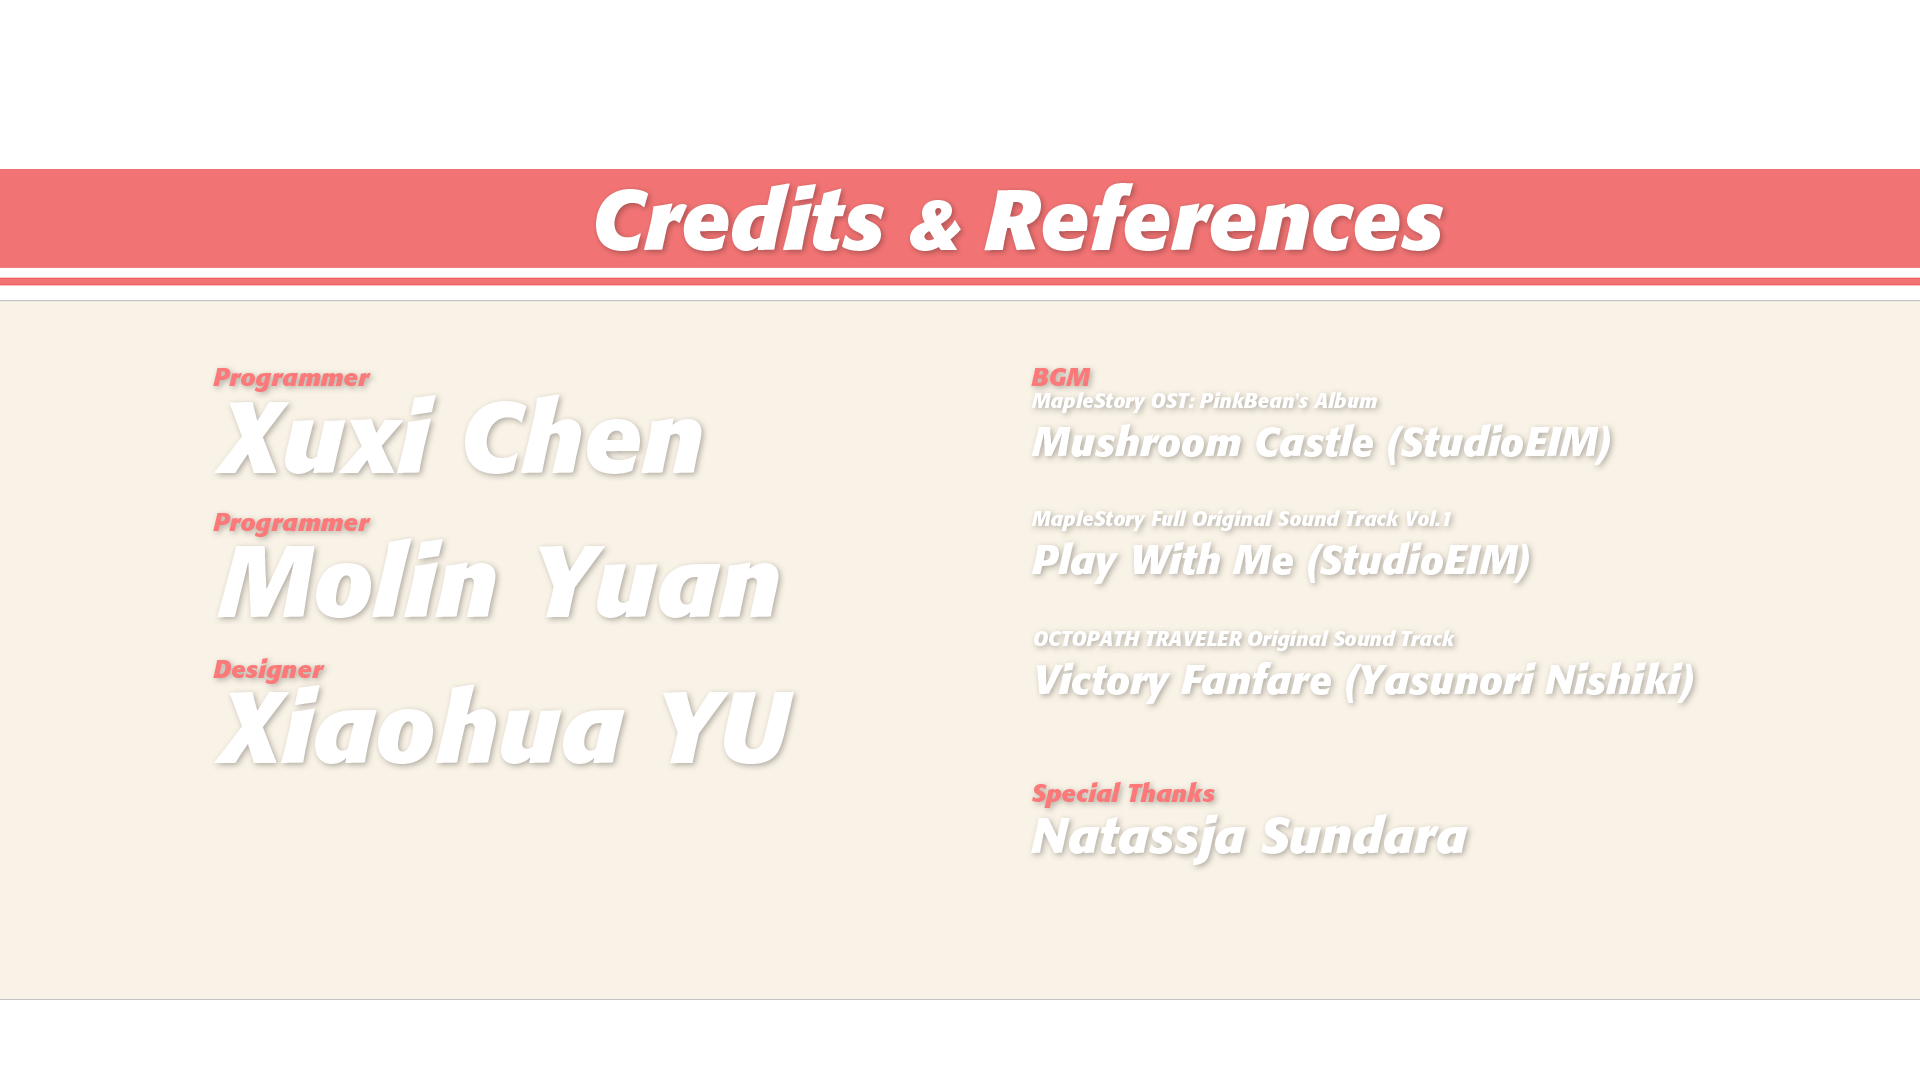 Credits & References
Programmer
Xuxi Chen
Programmer
Molin Yuan
Designer
Xiaohua YU
BGM
MapleStory OST: PinkBean's Album
Mushroom Castle (StudioEIM)
MapleStory Full Original Sound Track Vol.1
Play With Me (StudioEIM)
OCTOPATH TRAVELER Original Sound Track
Victory Fanfare (Yasunori Nishiki)
Special Thanks
Natassja Sundara